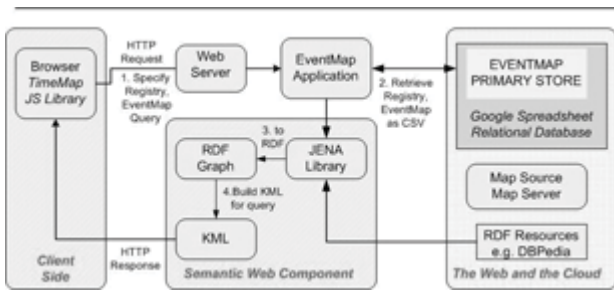 Browser
TimeMap
JS Library
Client
Side
HTTP
Request
1. Specify
Registry,
EventMap
Query
HTTP
Response
Web
Server
EventMap
Application
2. Retrieve
Registry,
EventMap
as CSV
3. to
RDF
RDF
Graph
JENA
Library
4.Build KML
for query
KML
Semantic Web Component
EVENTMAP
PRIMARY STORE
Google Spreadsheet
Relational Database
Map Source
Map Server
RDF Resources
e.g. DBPedia
The Web and the Cloud